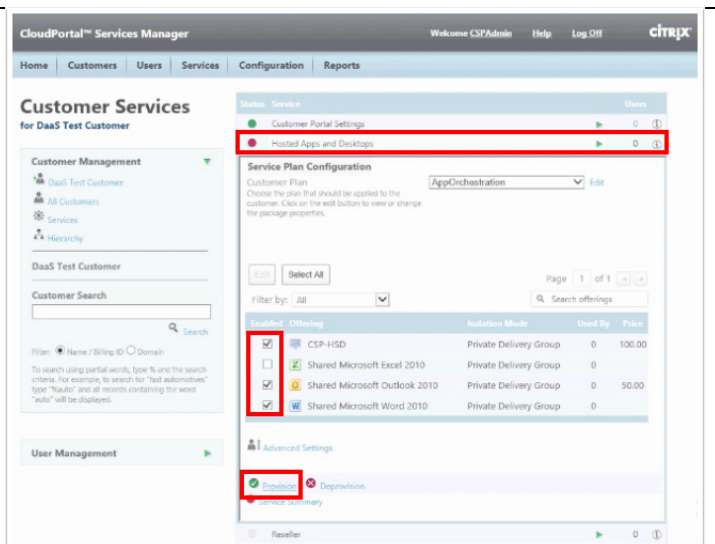 CloudPortal™ Services Manager
Welcome CSPAdmin Help Log Off CITRIX
Home Customers Users Services Configuration Reports
Customer Services
for DaaS Test Customer
Customer Management
DaaS Test Customer
All Customers
Services
Hierarchy
DaaS Test Customer
Customer Search
Search
Filter: Name / Billing ID Domain
To search using partial words, type % and the search
criteria. For example, to search for "fast automotives"
type "%auto" and all records containing the word
"auto" will be displayed.
User Management
Status Service Users
Customer Portal Settings 0
Hosted Apps and Desktops 0
Service Plan Configuration
Customer Plan AppOrchestration Edit
Choose the plan that should be applied to the
customer. Click on the edit button to view or change
the package properties.
Edit Select All Page 1 of 1
Filter by: All Search offerings
Enabled Offering Isolation Mode Used By Price
CSP-HSD Private Delivery Group 0 100.00
Shared Microsoft Excel 2010 Private Delivery Group 0
Shared Microsoft Outlook 2010 Private Delivery Group 0 50.00
Shared Microsoft Word 2010 Private Delivery Group 0
Advanced Settings
Provision Deprovision
Service Summary
Reseller 0